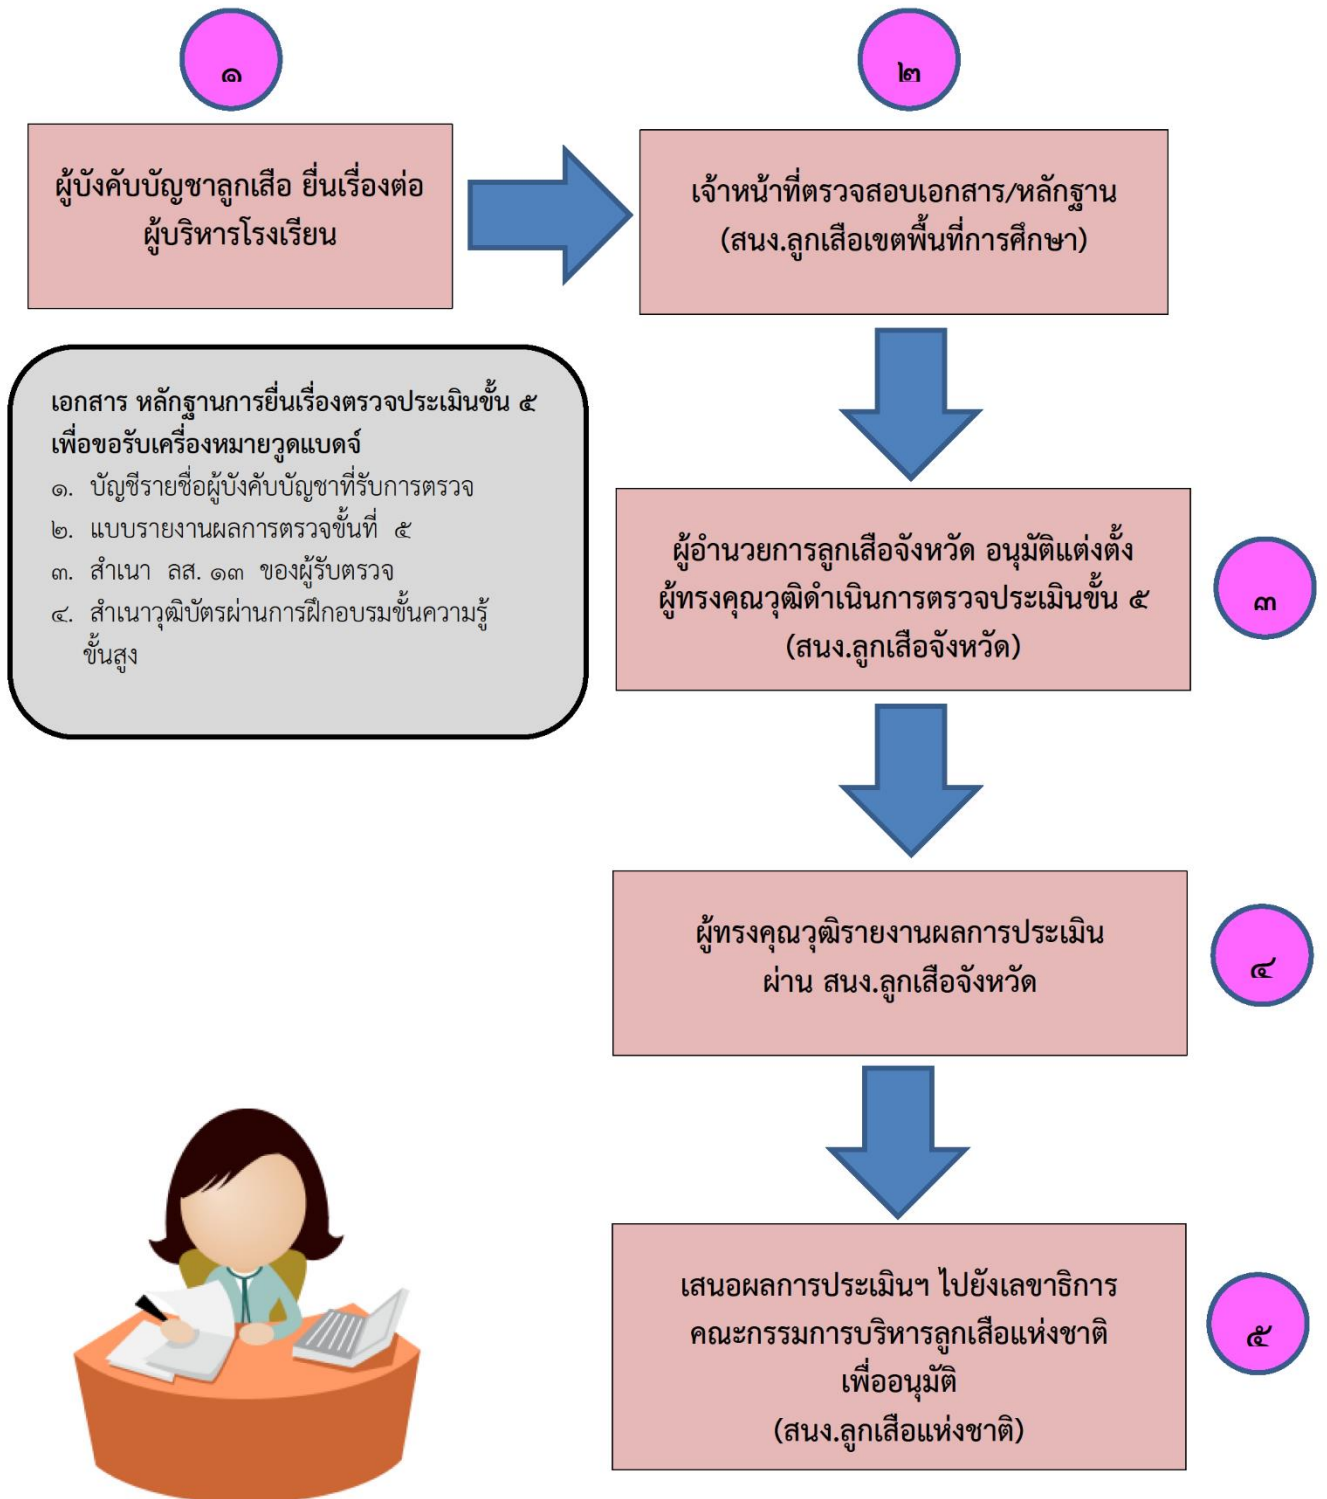 ๑
ผู้บังคับบัญชาลูกเสือ ยื่นเรื่องต่อ
ผู้บริหารโรงเรียน
๒
เจ้าหน้าที่ตรวจสอบเอกสาร/หลักฐาน
(สนง.ลูกเสือเขตพื้นที่การศึกษา)
เอกสาร หลักฐานการยื่นเรื่องตรวจประเมินขั้น ๕
เพื่อขอรับเครื่องหมายวูดแบดจ์
๑. บัญชีรายชื่อผู้บังคับบัญชาที่รับการตรวจ
๒. แบบรายงานผลการตรวจขั้นที่ ๕
๓. สำเนา ลส. ๑๓ ของผู้รับตรวจ
๔. สำเนาวุฒิบัตรผ่านการฝึกอบรมขั้นความรู้
ขั้นสูง
ผู้อำนวยการลูกเสือจังหวัด อนุมัติแต่งตั้ง
ผู้ทรงคุณวุฒิดำเนินการตรวจประเมินขั้น ๕
(สนง.ลูกเสือจังหวัด)
๓
ผู้ทรงคุณวุฒิรายงานผลการประเมิน
ผ่าน สนง.ลูกเสือจังหวัด
๔
เสนอผลการประเมินฯ ไปยังเลขาธิการ
คณะกรรมการบริหารลูกเสือแห่งชาติ
เพื่ออนุมัติ
(สนง.ลูกเสือแห่งชาติ)
๕